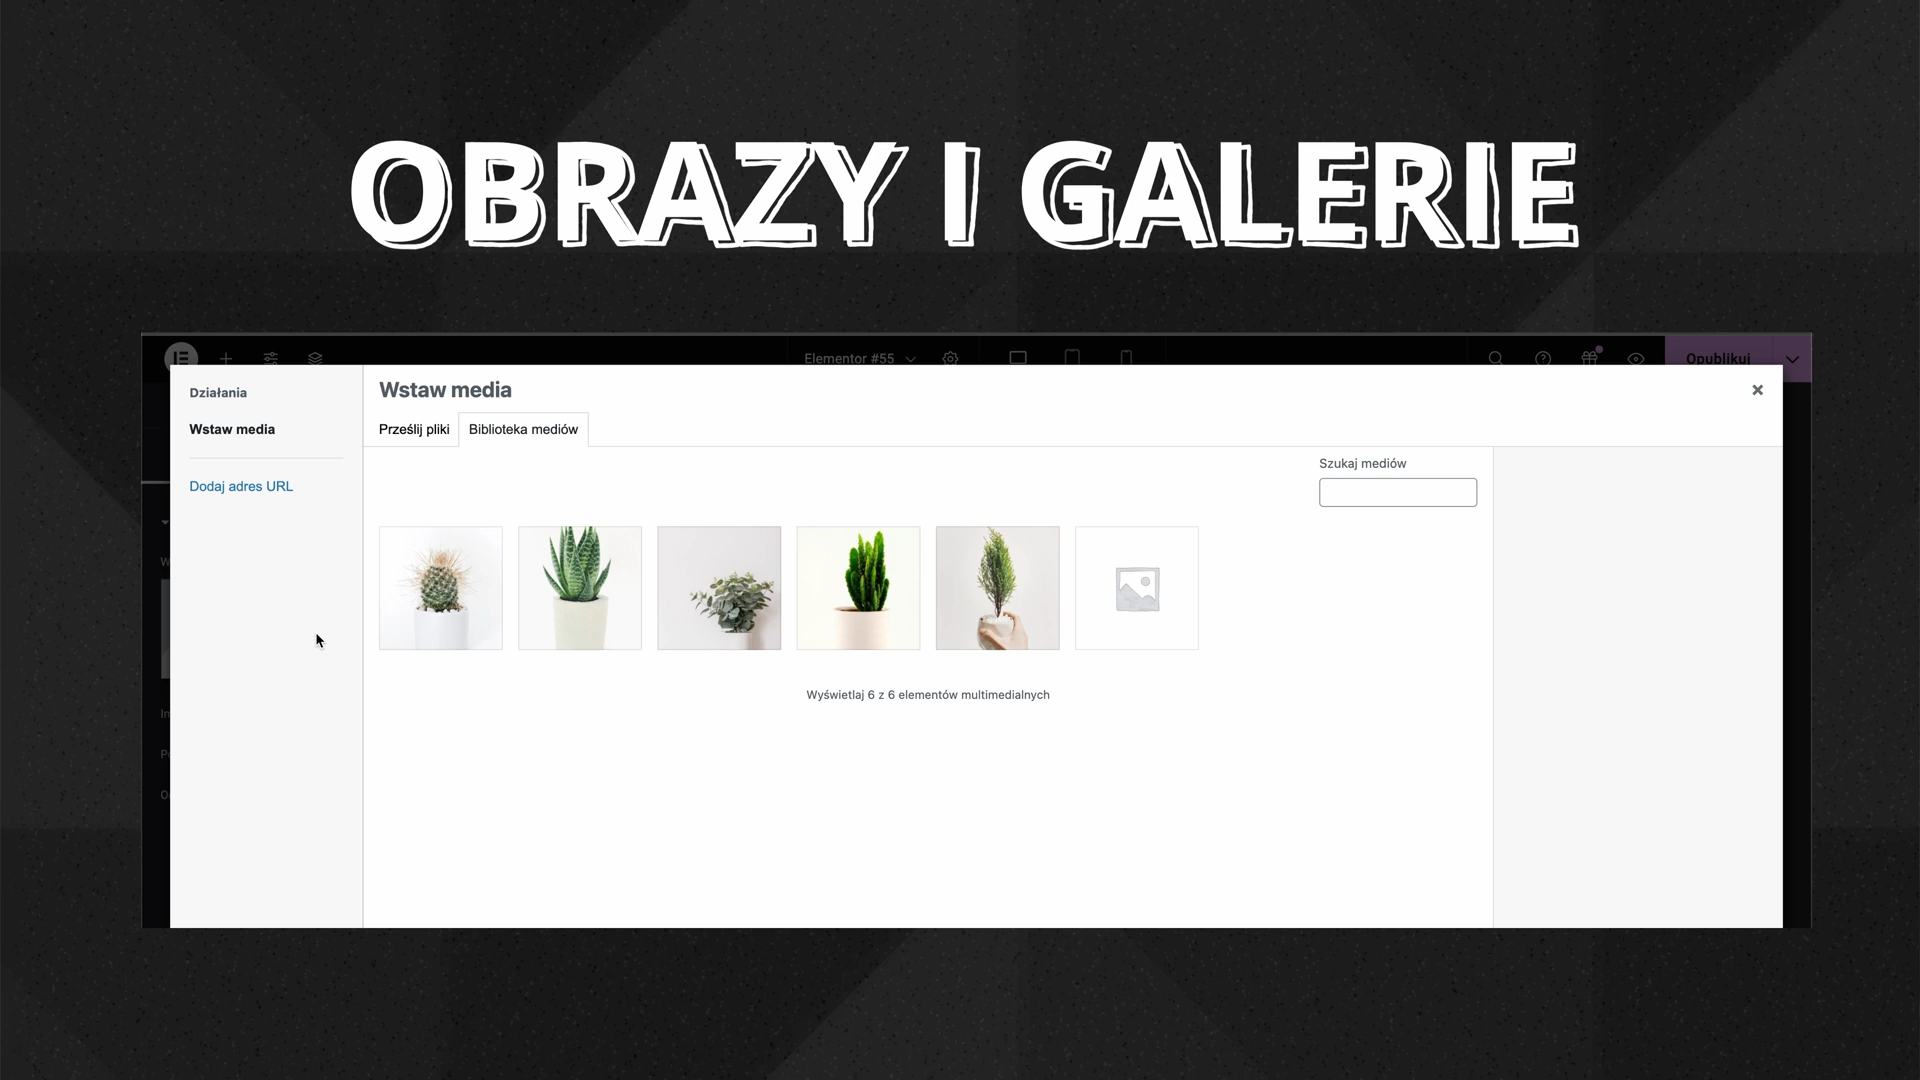 OBRAZY I GALERIE
Elementor #55
Opublikuj
Działania
Wstaw media
Dodaj adres URL
Wstaw media
Prześlij pliki
Biblioteka mediów
Szukaj mediów
Wyświetlaj 6 z 6 elementów multimedialnych